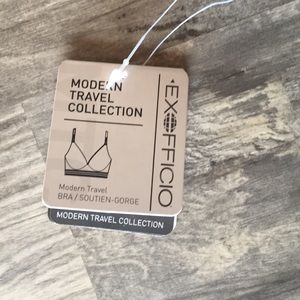 MODERN
TRAVEL
COLLECTION
EXOFFICIO
Modern Travel
BRA / SOUTIEN-GORGE
MODERN TRAVEL COLLECTION